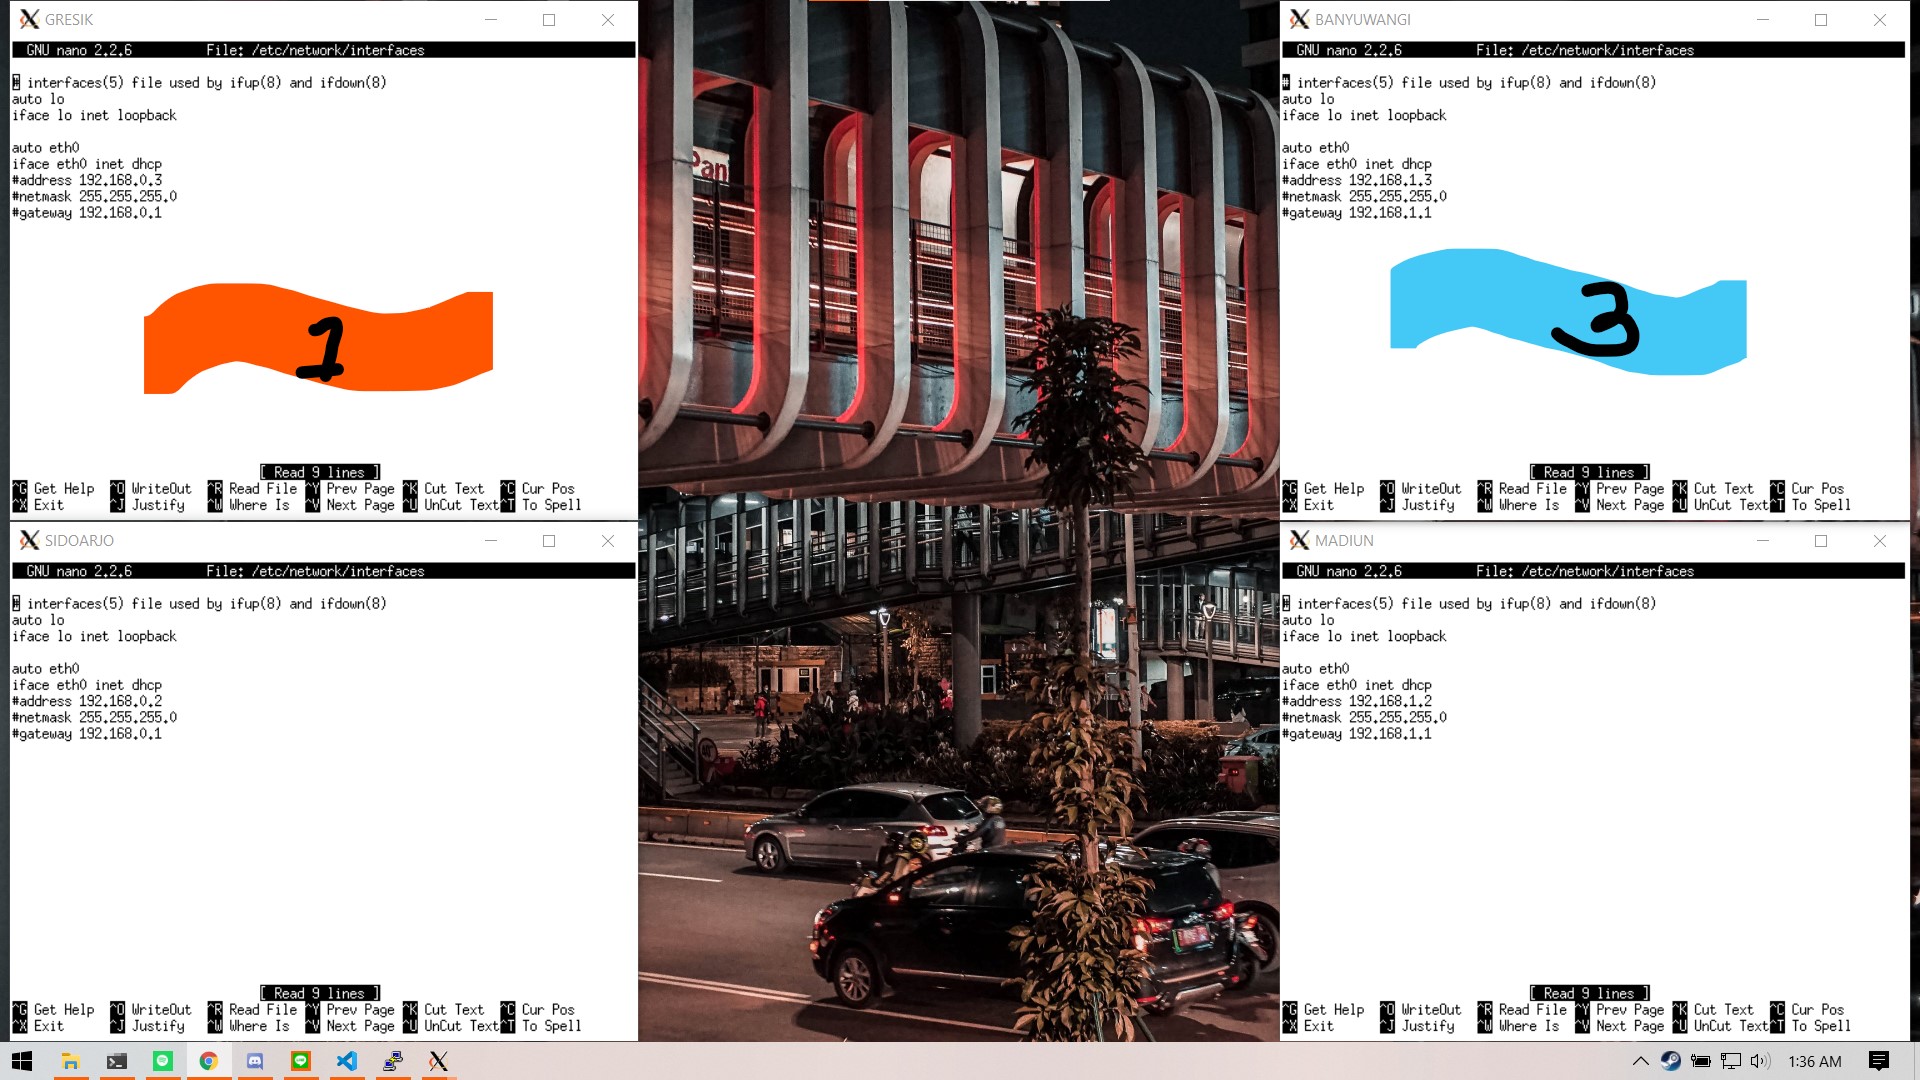 GRESIK
GNU nano 2.2.6 File: /etc/network/interfaces
# interfaces(5) file used by ifup(8) and ifdown(8)
auto lo
iface lo inet loopback
auto eth0
iface eth0 inet dhcp
#address 192.168.0.3
#netmask 255.255.255.0
#gateway 192.168.0.1
1
[ Read 9 lines ]
^G Get Help ^O WriteOut ^R Read File ^Y Prev Page ^K Cut Text ^C Cur Pos
^X Exit ^J Justify ^W Where Is ^V Next Page ^U UnCut Text ^T To Spell
BANYUWANGI
GNU nano 2.2.6 File: /etc/network/interfaces
# interfaces(5) file used by ifup(8) and ifdown(8)
auto lo
iface lo inet loopback
auto eth0
iface eth0 inet dhcp
#address 192.168.1.3
#netmask 255.255.255.0
#gateway 192.168.1.1
3
[ Read 9 lines ]
^G Get Help ^O WriteOut ^R Read File ^Y Prev Page ^K Cut Text ^C Cur Pos
^X Exit ^J Justify ^W Where Is ^V Next Page ^U UnCut Text ^T To Spell
SIDOARJO
GNU nano 2.2.6 File: /etc/network/interfaces
# interfaces(5) file used by ifup(8) and ifdown(8)
auto lo
iface lo inet loopback
auto eth0
iface eth0 inet dhcp
#address 192.168.0.2
#netmask 255.255.255.0
#gateway 192.168.0.1
[ Read 9 lines ]
^G Get Help ^O WriteOut ^R Read File ^Y Prev Page ^K Cut Text ^C Cur Pos
^X Exit ^J Justify ^W Where Is ^V Next Page ^U UnCut Text ^T To Spell
MADIUN
GNU nano 2.2.6 File: /etc/network/interfaces
# interfaces(5) file used by ifup(8) and ifdown(8)
auto lo
iface lo inet loopback
auto eth0
iface eth0 inet dhcp
#address 192.168.1.2
#netmask 255.255.255.0
#gateway 192.168.1.1
[ Read 9 lines ]
^G Get Help ^O WriteOut ^R Read File ^Y Prev Page ^K Cut Text ^C Cur Pos
^X Exit ^J Justify ^W Where Is ^V Next Page ^U UnCut Text ^T To Spell
Pan
1:36 AM